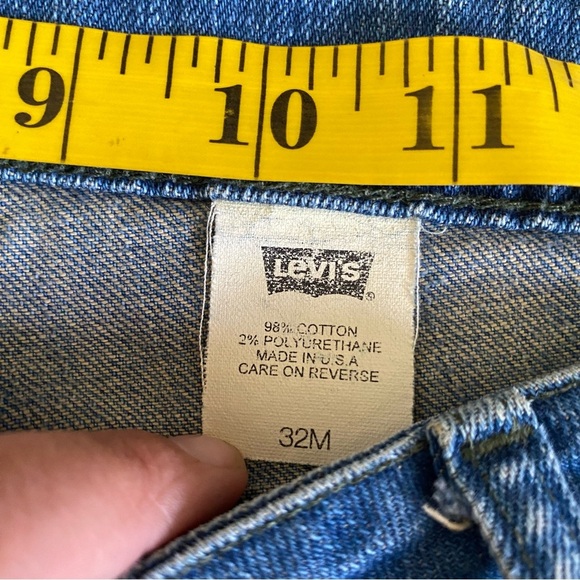 9 10 11
LEVI'S
®
98% COTTON
2% POLYURETHANE
MADE IN U.S.A
CARE ON REVERSE
32M